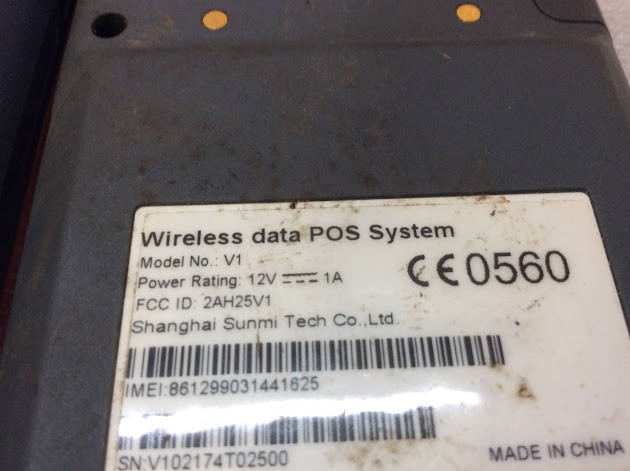 Wireless data POS System
Model No.: V1
Power Rating: 12V ⎓ 1A
FCC ID: 2AH25V1
CE0560
Shanghai Sunmi Tech Co.,Ltd.
IMEI:861299031441625
SN:V102174T02500
MADE IN CHINA